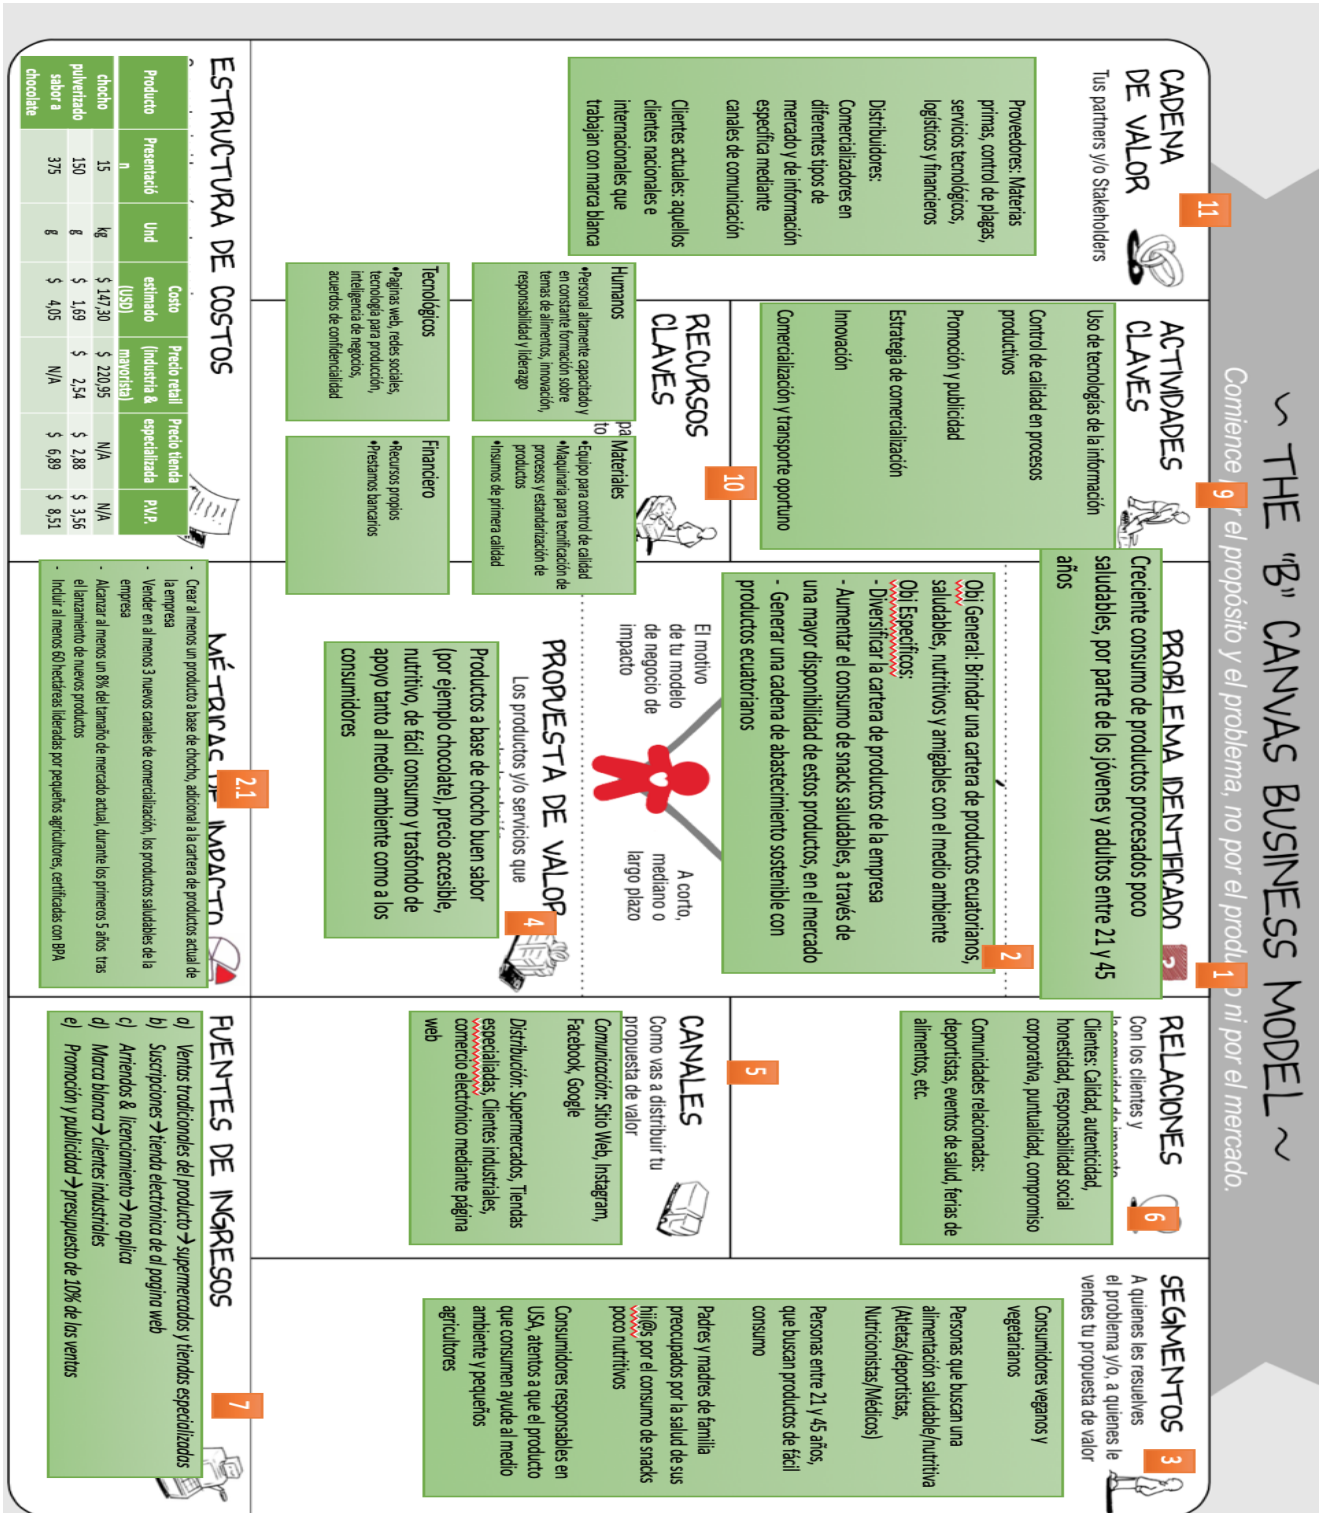 ~ THE "B" CANVAS BUSINESS MODEL ~
Comience r el propósito y el problema, no por el produ o ni por el mercado.
CADENA
DE VALOR
Tus partners y/o Stakeholders
11
Proveedores: Materias
primas, control de plagas,
servicios tecnológicos,
logísticos y financieros
Distribuidores:
Comercializadores en
diferentes tipos de
mercado y de información
específica mediante
canales de comunicación
Clientes actuales: aquellos
clientes nacionales e
internacionales que
trabajan con marca blanca
ACTIVIDADES
CLAVES
9
Uso de tecnologías de la información
Control de calidad en procesos
productivos
Promoción y publicidad
Estrategia de comercialización
Innovación
Comercialización y transporte oportuno
RECURSOS
CLAVES
10
pa
to
Humanos
•Personal altamente capacitado y
en constante formación sobre
temas de alimentos, innovación,
responsabilidad y liderazgo
Materiales
•Equipo para control de calidad
•Maquinaria para tecnificación de
procesos y estandarización de
productos
•Insumos de primera calidad
Tecnológicos
•Paginas web, redes sociales,
tecnología para producción,
inteligencia de negocios,
acuerdos de confidencialidad
Financiero
•Recursos propios
•Prestamos bancarios
PROBLEMA IDENTIFICADO
1
Creciente consumo de productos procesados poco
saludables, por parte de los jóvenes y adultos entre 21 y 45
años
2
Obj General: Brindar una cartera de productos ecuatorianos,
saludables, nutritivos y amigables con el medio ambiente
Obj Especificos:
- Diversificar la cartera de productos de la empresa
- Aumentar el consumo de snacks saludables, a través de
una mayor disponibilidad de estos productos, en el mercado
- Generar una cadena de abastecimiento sostenible con
productos ecuatorianos
El motivo
de tu modelo
de negocio de
impacto
A corto,
mediano o
largo plazo
PROPUESTA DE VALOR
Los productos y/o servicios que
4
Productos a base de chocho buen sabor
(por ejemplo chocolate), precio accesible,
nutritivo, de fácil consumo y trasfondo de
apoyo tanto al medio ambiente como a los
consumidores
RELACIONES
Con los clientes y
la comunidad de impacto
6
Clientes: Calidad, autenticidad,
honestidad, responsabilidad social
corporativa, puntualidad, compromiso
Comunidades relacionadas:
deportistas, eventos de salud, ferias de
alimentos, etc.
CANALES
Como vas a distribuir tu
propuesta de valor
5
Comunicación: Sitio Web, Instagram,
Facebook, Google
Distribución: Supermercados, Tiendas
especialiadas, Clientes industriales,
comercio electrónico mediante página
web
SEGMENTOS
A quienes les resuelves
el problema y/o, a quienes le
vendes tu propuesta de valor
3
Consumidores veganos y
vegetarianos
Personas que buscan una
alimentación saludable/nutritiva
(Atletas/deportistas,
Nutricionistas/Médicos)
Personas entre 21 y 45 años,
que buscan productos de fácil
consumo
Padres y madres de familia
preocupados por la salud de sus
hij@s por el consumo de snacks
poco nutritivos
Consumidores responsables en
USA, atentos a que el producto
que consumen ayude al medio
ambiente y pequeños
agricultores
ESTRUCTURA DE COSTOS
Producto Presentació n Und Costo estimado (USD) Precio retail (industria & mayorista) Precio tienda especializada P.V.P.
chocho pulverizado sabor a chocolate
15 kg $ 147,30 $ 220,95 N/A N/A
150 g $ 1,69 $ 2,54 $ 2,88 $ 3,56
375 g $ 4,05 N/A $ 6,89 $ 8,51
MÉTRICAS DE IMPACTO
2.1
- Crear al menos un producto a base de chocho, adicional a la cartera de productos actual de
la empresa
- Vender en al menos 3 nuevos canales de comercialización, los productos saludables de la
empresa
- Alcanzar al menos un 8% del tamaño de mercado actual, durante los primeros 5 años tras
el lanzamiento de nuevos productos
- Incluir al menos 60 hectáreas lideradas por pequeños agricultores, certificadas con BPA
FUENTES DE INGRESOS
7
a) Ventas tradicionales del producto→supermercados y tiendas especializadas
b) Suscripciones→tienda electrónica de al pagina web
c) Arriendos & licenciamiento→no aplica
d) Marca blanca→clientes industriales
e) Promoción y publicidad→presupuesto de 10% de las ventas